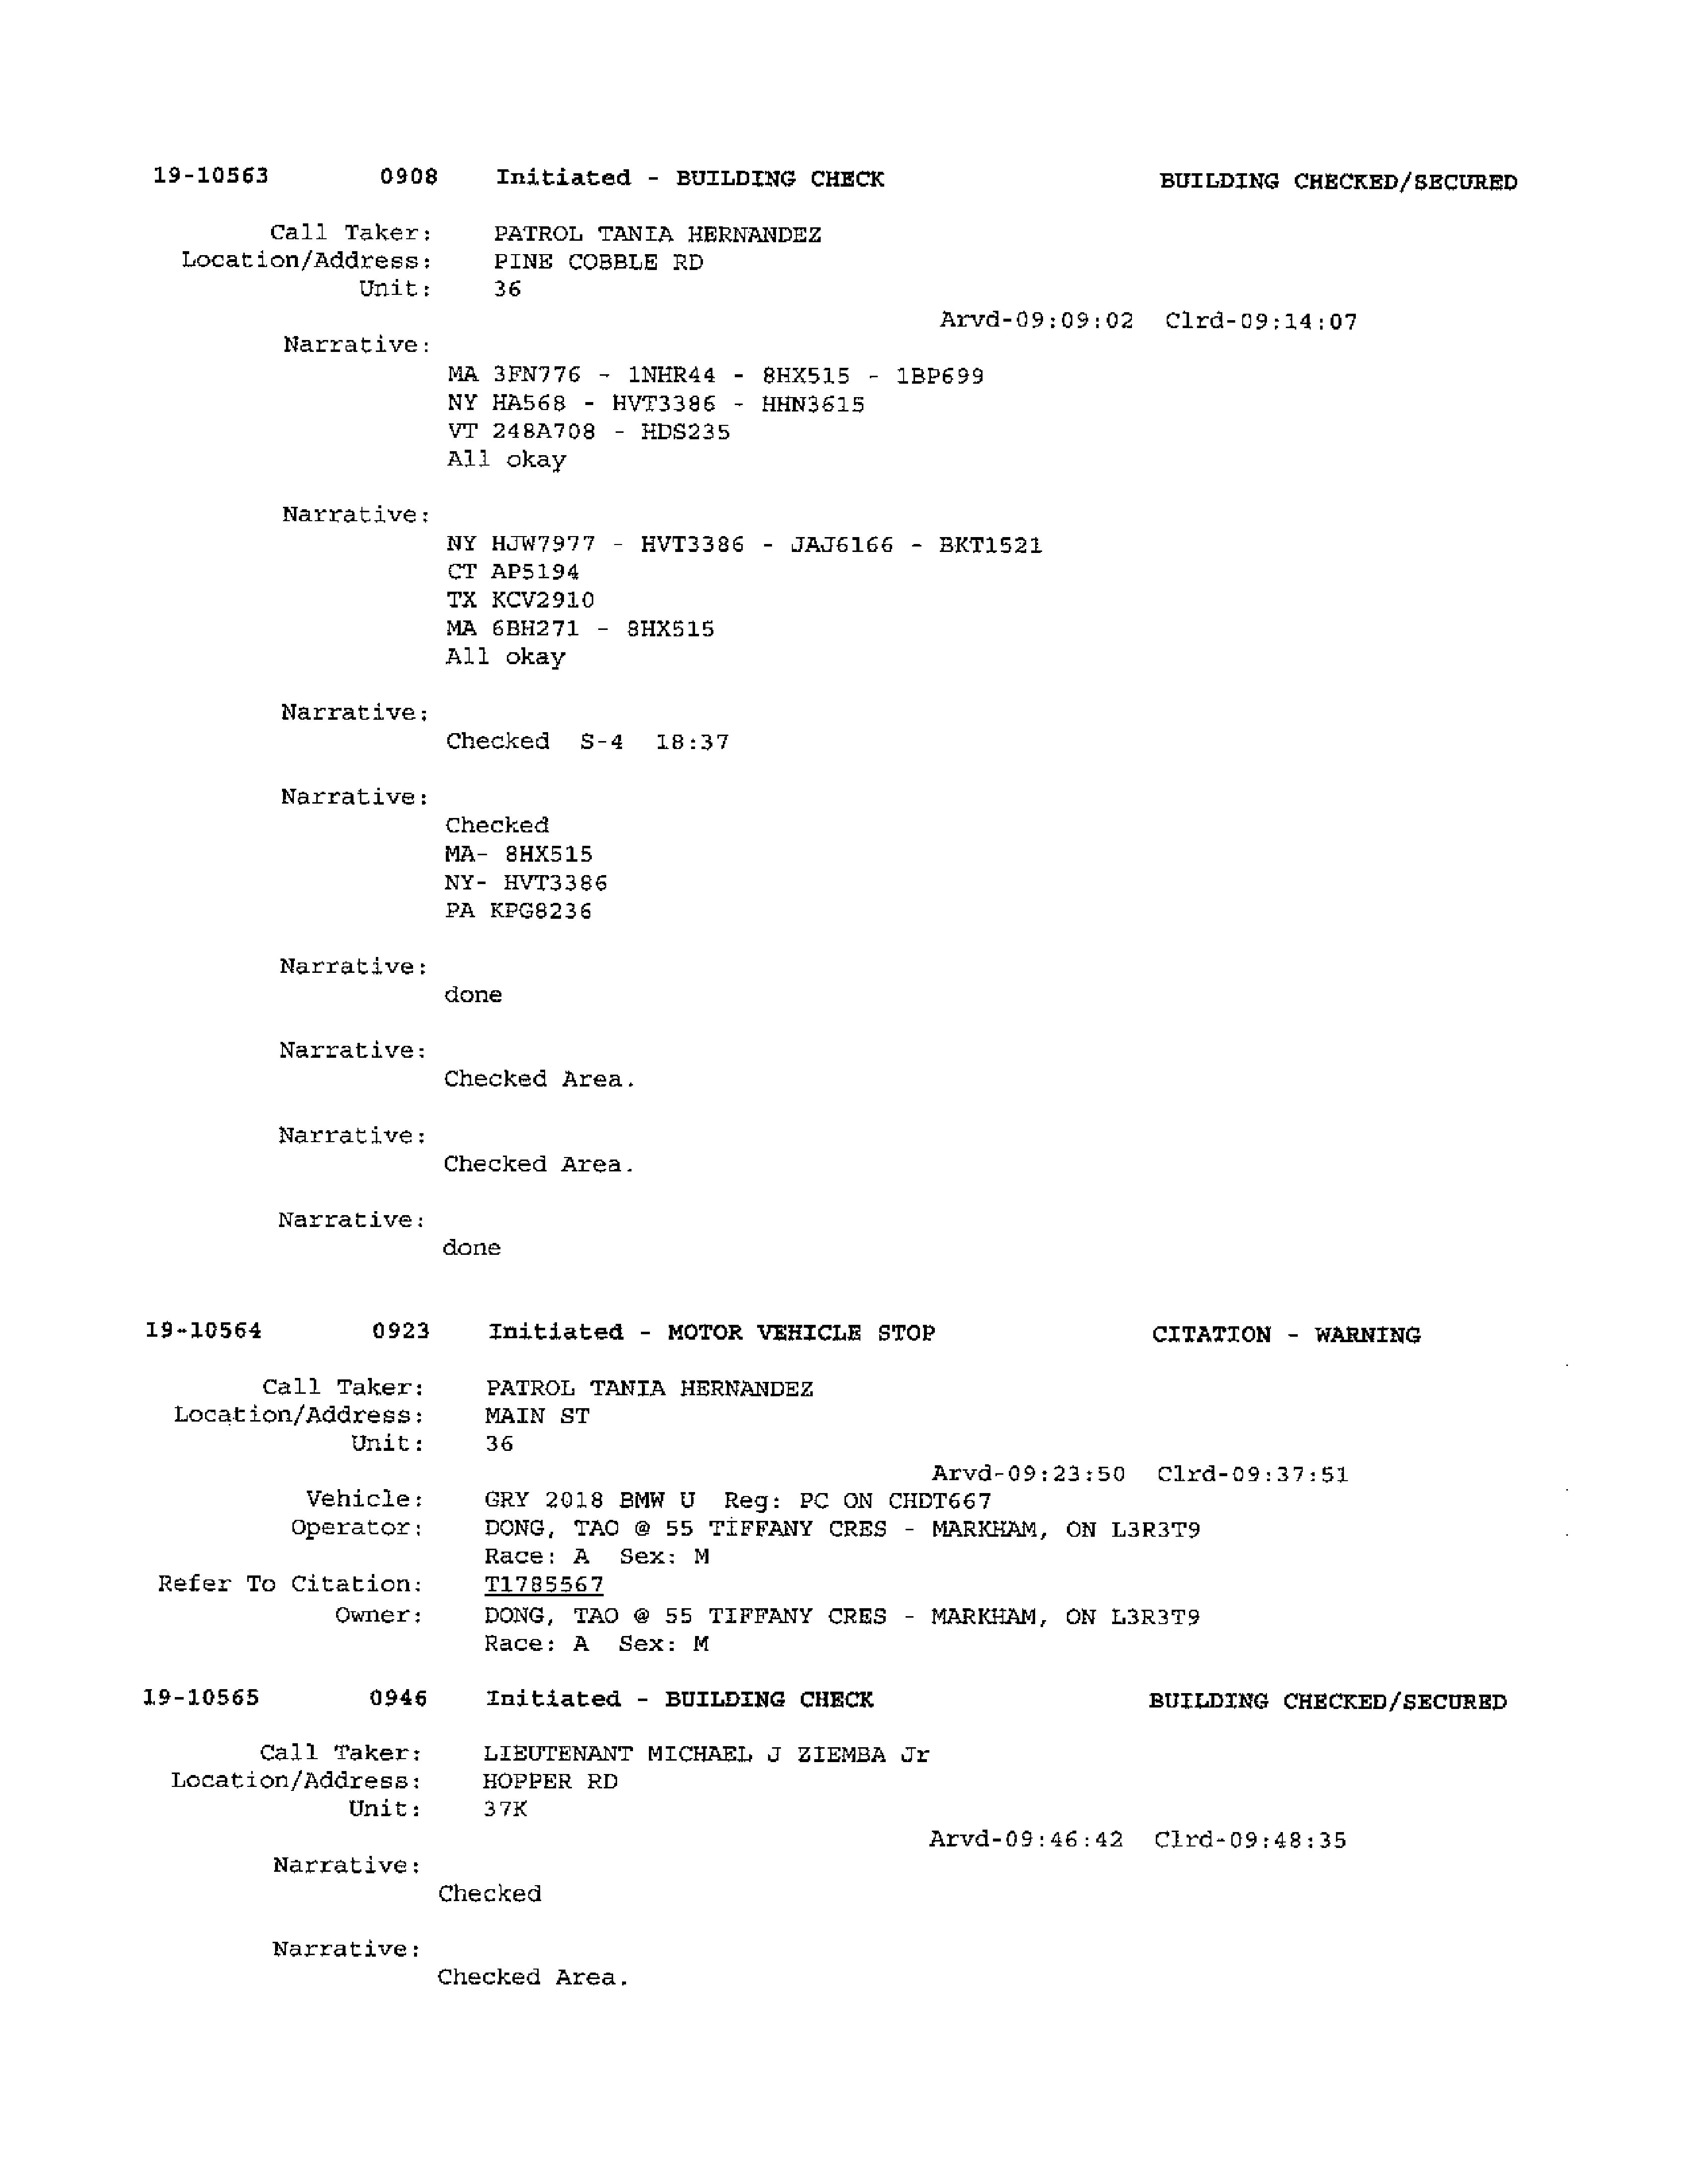 19-10563 0908 Initiated - BUILDING CHECK BUILDING CHECKED/SECURED
Call Taker: PATROL TANIA HERNANDEZ
Location/Address: PINE COBBLE RD
Unit: 36
Arvd-09:09:02 Clrd-09:14:07
Narrative:
MA 3FN776 - 1NHR44 - 8HX515 - 1BP699
NY HA568 - HVT3386 - HHN3615
VT 248A708 - HDS235
All okay
Narrative:
NY HJW7977 - HVT3386 - JAJ6166 - BKT1521
CT AP5194
TX KCV2910
MA 6BH271 - 8HX515
All okay
Narrative:
Checked S-4 18:37
Narrative:
Checked
MA- 8HX515
NY- HVT3386
PA KPG8236
Narrative:
done
Narrative:
Checked Area.
Narrative:
Checked Area.
Narrative:
done
19-10564 0923 Initiated - MOTOR VEHICLE STOP CITATION - WARNING
Call Taker: PATROL TANIA HERNANDEZ
Location/Address: MAIN ST
Unit: 36
Arvd-09:23:50 Clrd-09:37:51
Vehicle: GRY 2018 BMW U Reg: PC ON CHDT667
Operator: DONG, TAO @ 55 TIFFANY CRES - MARKHAM, ON L3R3T9
Race: A Sex: M
Refer To Citation: T1785567
Owner: DONG, TAO @ 55 TIFFANY CRES - MARKHAM, ON L3R3T9
Race: A Sex: M
19-10565 0946 Initiated - BUILDING CHECK BUILDING CHECKED/SECURED
Call Taker: LIEUTENANT MICHAEL J ZIEMBA Jr
Location/Address: HOPPER RD
Unit: 37K
Arvd-09:46:42 Clrd-09:48:35
Narrative:
Checked
Narrative:
Checked Area.